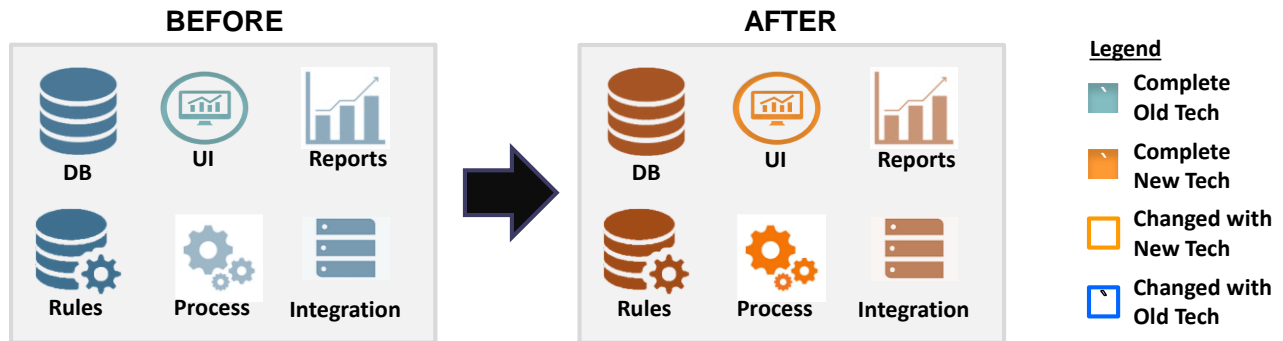 BEFORE
AFTER
DB
UI
Reports
Rules
Process
Integration
DB
UI
Reports
Rules
Process
Integration
Legend
Complete
Old Tech
Complete
New Tech
Changed with
New Tech
Changed with
Old Tech